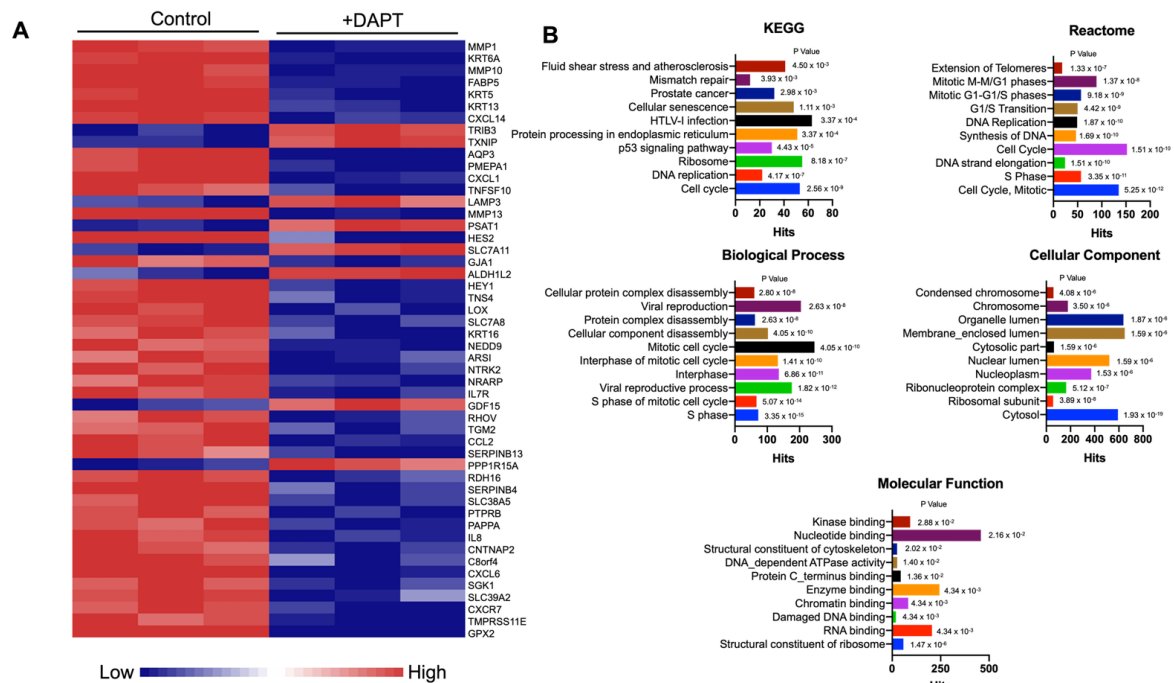 A
Control
+DAPT
MMP1
KRT6A
MMP10
FABP5
KRT5
KRT13
CXCL14
TRIB3
TXNIP
AQP3
PMEPA1
CXCL1
TNFSF10
LAMP3
MMP13
PSAT1
HES2
SLC7A11
GJA1
ALDH1L2
HEY1
TNS4
LOX
SLC7A8
KRT16
NEDD9
ARSI
NTRK2
NRARP
IL7R
GDF15
RHOV
TGM2
CCL2
SERPINB13
PPP1R15A
RDH16
SERPINB4
SLC38A5
PTPRB
PAPPA
IL8
CNTNAP2
C8orf4
CXCL6
SGK1
SLC39A2
CXCR7
TMPRSS11E
GPX2
Low
High
B
KEGG
P Value
Fluid shear stress and atherosclerosis 4.50 x 10⁻³
Mismatch repair 3.93 x 10⁻³
Prostate cancer 2.98 x 10⁻³
Cellular senescence 1.11 x 10⁻³
HTLV-I infection 3.37 x 10⁻⁴
Protein processing in endoplasmic reticulum 3.37 x 10⁻⁴
p53 signaling pathway 4.43 x 10⁻⁵
Ribosome 8.18 x 10⁻⁷
DNA replication 4.17 x 10⁻⁷
Cell cycle 2.56 x 10⁻⁹
0 20 40 60 80
Hits
Reactome
P Value
Extension of Telomeres 1.33 x 10⁻⁷
Mitotic M-M/G1 phases 1.37 x 10⁻⁸
Mitotic G1-G1/S phases 9.18 x 10⁻⁹
G1/S Transition 4.42 x 10⁻⁹
DNA Replication 1.87 x 10⁻¹⁰
Synthesis of DNA 1.69 x 10⁻¹⁰
Cell Cycle 1.51 x 10⁻¹⁰
DNA strand elongation 1.51 x 10⁻¹⁰
S Phase 3.35 x 10⁻¹¹
Cell Cycle, Mitotic 5.25 x 10⁻¹²
0 50 100 150 200
Hits
Biological Process
P Value
Cellular protein complex disassembly 2.80 x 10⁻⁸
Viral reproduction 2.63 x 10⁻⁸
Protein complex disassembly 2.63 x 10⁻⁸
Cellular component disassembly 4.05 x 10⁻¹⁰
Mitotic cell cycle 4.05 x 10⁻¹⁰
Interphase of mitotic cell cycle 1.41 x 10⁻¹⁰
Interphase 6.86 x 10⁻¹¹
Viral reproductive process 1.82 x 10⁻¹²
S phase of mitotic cell cycle 5.07 x 10⁻¹⁴
S phase 3.35 x 10⁻¹⁵
0 100 200 300
Hits
Cellular Component
P Value
Condensed chromosome 4.08 x 10⁻⁶
Chromosome 3.50 x 10⁻⁶
Organelle lumen 1.87 x 10⁻⁶
Membrane_enclosed lumen 1.59 x 10⁻⁶
Cytosolic part 1.59 x 10⁻⁶
Nuclear lumen 1.59 x 10⁻⁶
Nucleoplasm 1.53 x 10⁻⁶
Ribonucleoprotein complex 5.12 x 10⁻⁷
Ribosomal subunit 3.89 x 10⁻⁸
Cytosol 1.93 x 10⁻¹⁹
0 200 400 600 800
Hits
Molecular Function
P Value
Kinase binding 2.88 x 10⁻²
Nucleotide binding 2.16 x 10⁻²
Structural constituent of cytoskeleton 2.02 x 10⁻²
DNA_dependent ATPase activity 1.40 x 10⁻²
Protein C_terminus binding 1.36 x 10⁻²
Enzyme binding 4.34 x 10⁻³
Chromatin binding 4.34 x 10⁻³
Damaged DNA binding 4.34 x 10⁻³
RNA binding 4.34 x 10⁻³
Structural constituent of ribosome 1.47 x 10⁻⁶
0 250 500
Hits